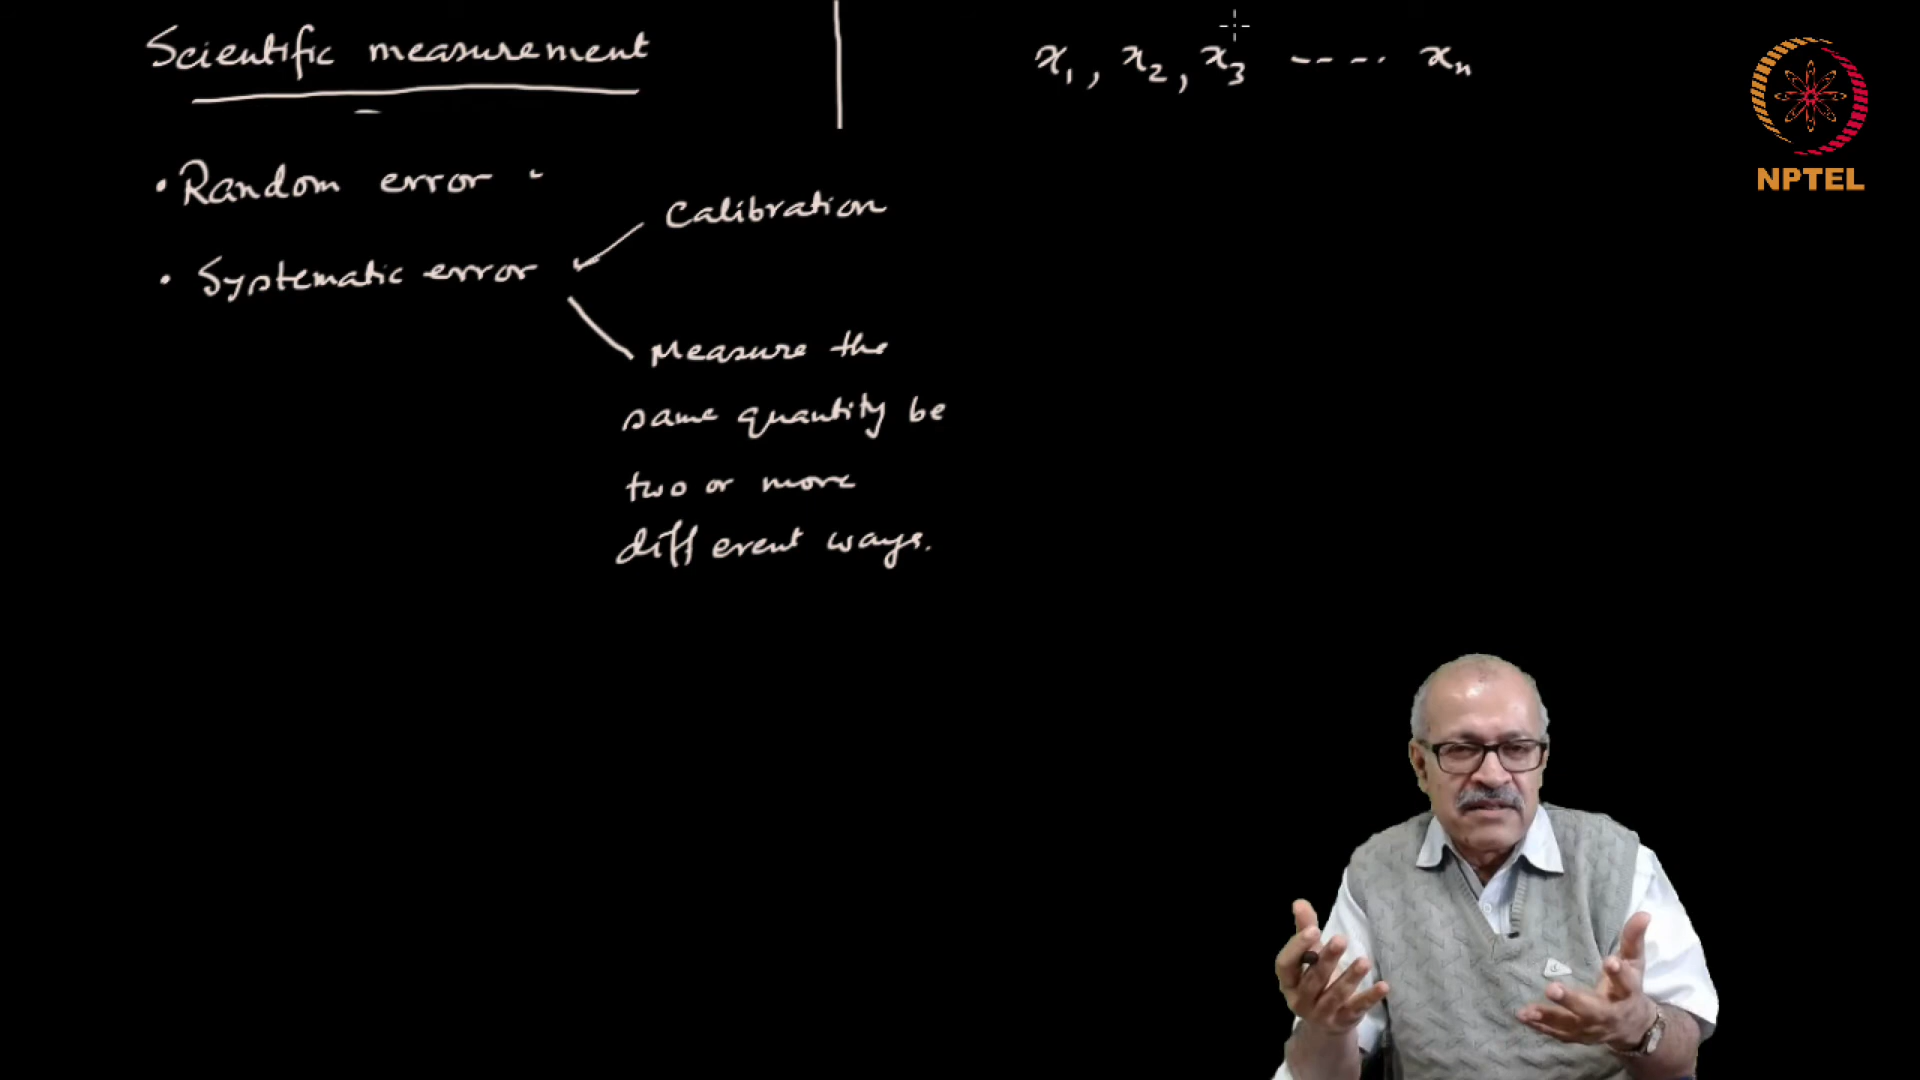 Scientific measurement
• Random error
• Systematic error
Calibration
Measure the
same quantity be
two or more
different ways.
x₁, x₂, x₃ ---- xₙ
NPTEL